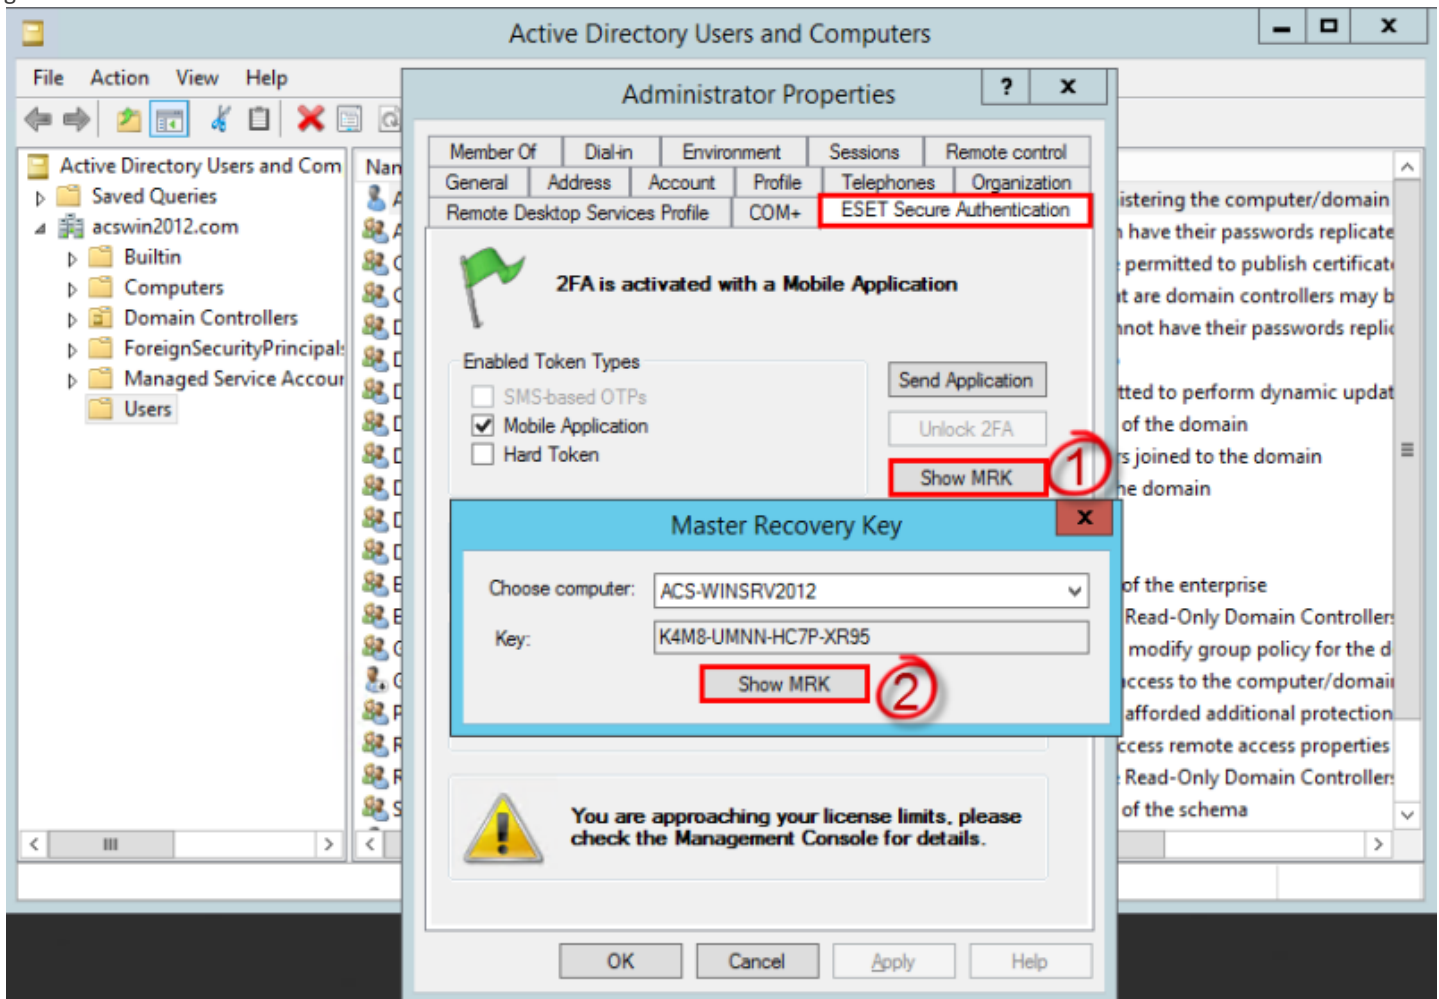 Active Directory Users and Computers
File Action View Help
Administrator Properties
Member Of Dial-in Environment Sessions Remote control
General Address Account Profile Telephones Organization
Remote Desktop Services Profile COM+ ESET Secure Authentication
Active Directory Users and Com
Saved Queries
acswin2012.com
Builtin
Computers
Domain Controllers
ForeignSecurityPrincipal
Managed Service Accour
Users
Nan
2FA is activated with a Mobile Application
Enabled Token Types
SMS-based OTPs
Mobile Application
Hard Token
Send Application
Unlock 2FA
Show MRK
1
Master Recovery Key
Choose computer: ACS-WINSRV2012
Key: K4M8-UMNN-HC7P-XR95
Show MRK
2
You are approaching your license limits, please
check the Management Console for details.
OK Cancel Apply Help
istering the computer/domain
have their passwords replicate
permitted to publish certificat
t are domain controllers may b
nnot have their passwords replic
tted to perform dynamic updat
of the domain
rs joined to the domain
he domain
of the enterprise
Read-Only Domain Controller
modify group policy for the d
access to the computer/domai
afforded additional protection
ccess remote access properties
Read-Only Domain Controller
of the schema